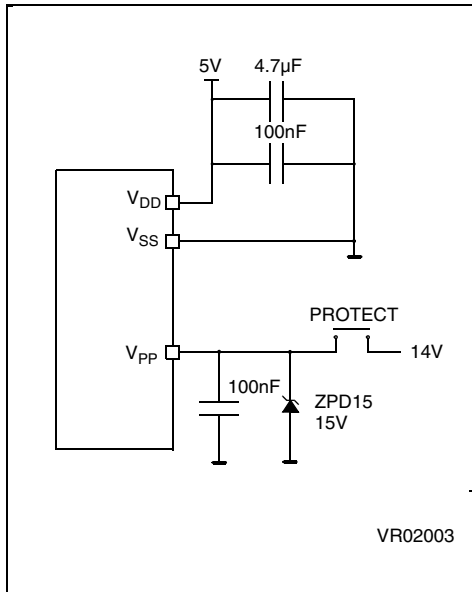 5V 4.7µF
100nF
VDD
VSS
PROTECT
VPP 14V
100nF ZPD15
15V
VR02003